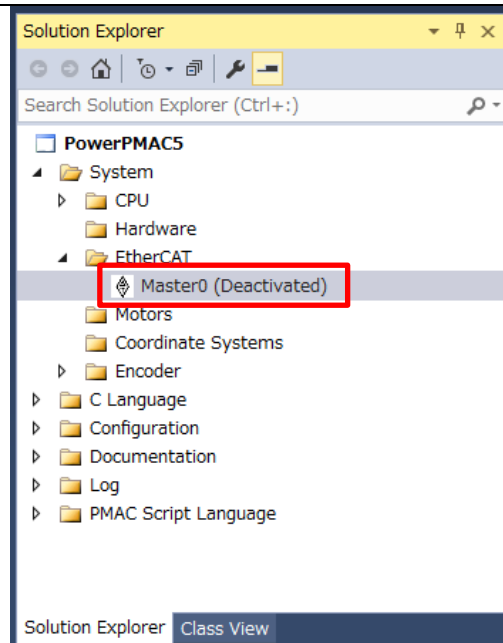 Solution Explorer
Search Solution Explorer (Ctrl+:)
PowerPMAC5
System
CPU
Hardware
EtherCAT
Master0 (Deactivated)
Motors
Coordinate Systems
Encoder
C Language
Configuration
Documentation
Log
PMAC Script Language
Solution Explorer Class View